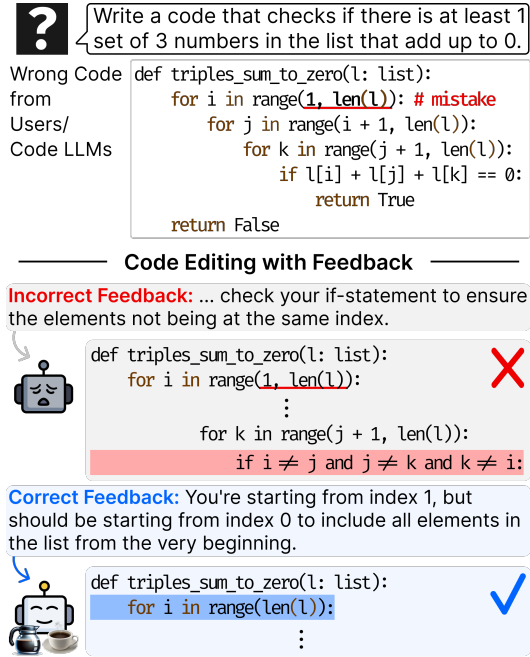 ?
Write a code that checks if there is at least 1
set of 3 numbers in the list that add up to 0.
Wrong Code
from
Users/
Code LLMs
def triples_sum_to_zero(l: list):
    for i in range(1, len(l)): # mistake
        for j in range(i + 1, len(l)):
            for k in range(j + 1, len(l)):
                if l[i] + l[j] + l[k] == 0:
                    return True
    return False
Code Editing with Feedback
Incorrect Feedback: ... check your if-statement to ensure
the elements not being at the same index.
def triples_sum_to_zero(l: list):
    for i in range(1, len(l)):
⋮
            for k in range(j + 1, len(l)):
                if i ≠ j and j ≠ k and k ≠ i:
Correct Feedback: You're starting from index 1, but
should be starting from index 0 to include all elements in
the list from the very beginning.
def triples_sum_to_zero(l: list):
    for i in range(len(l)):
⋮